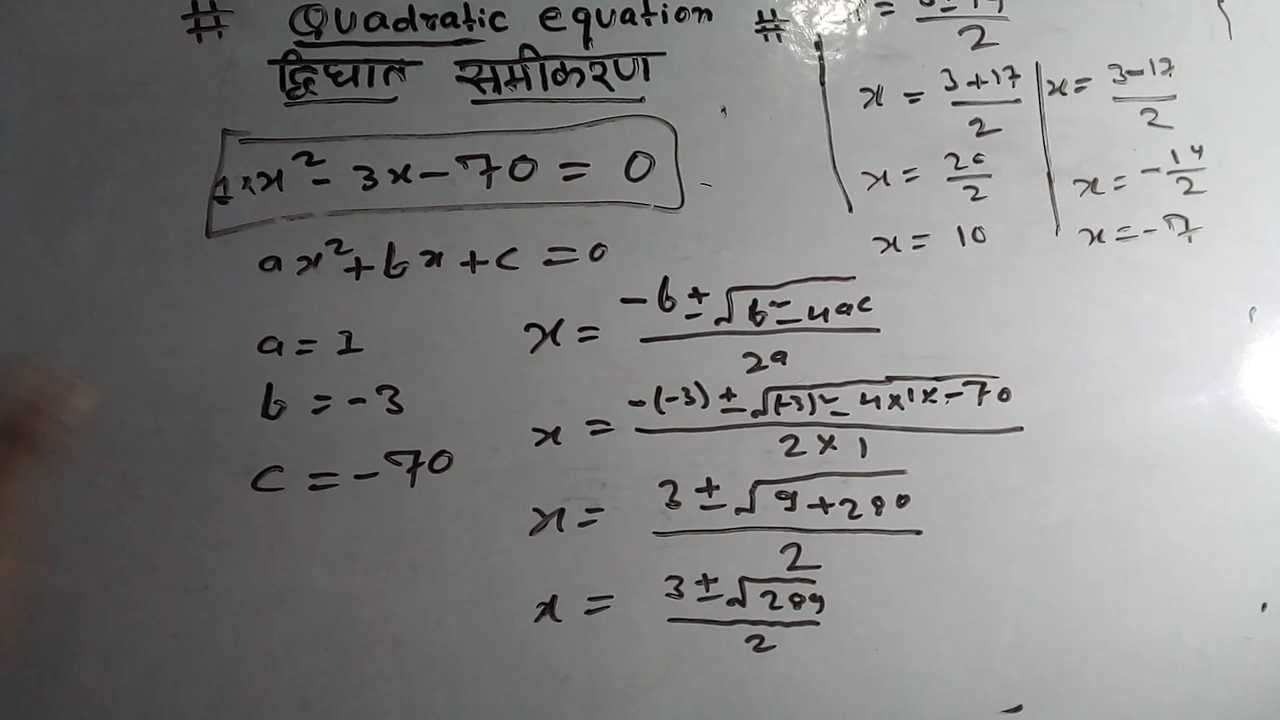 # Quadratic equation #
द्विघात समीकरण
1×x² - 3x - 70 = 0
ax² + bx + c = 0
a = 1
b = -3
c = -70
x = (-b ± √(b² - 4ac)) / 2a
x = (-(-3) ± √((-3)² - 4×1×-70)) / (2 × 1)
x = (3 ± √(9 + 280)) / 2
x = (3 ± √289) / 2
x = (3 + 17) / 2
x = 20 / 2
x = 10
x = (3 - 17) / 2
x = -14 / 2
x = -7